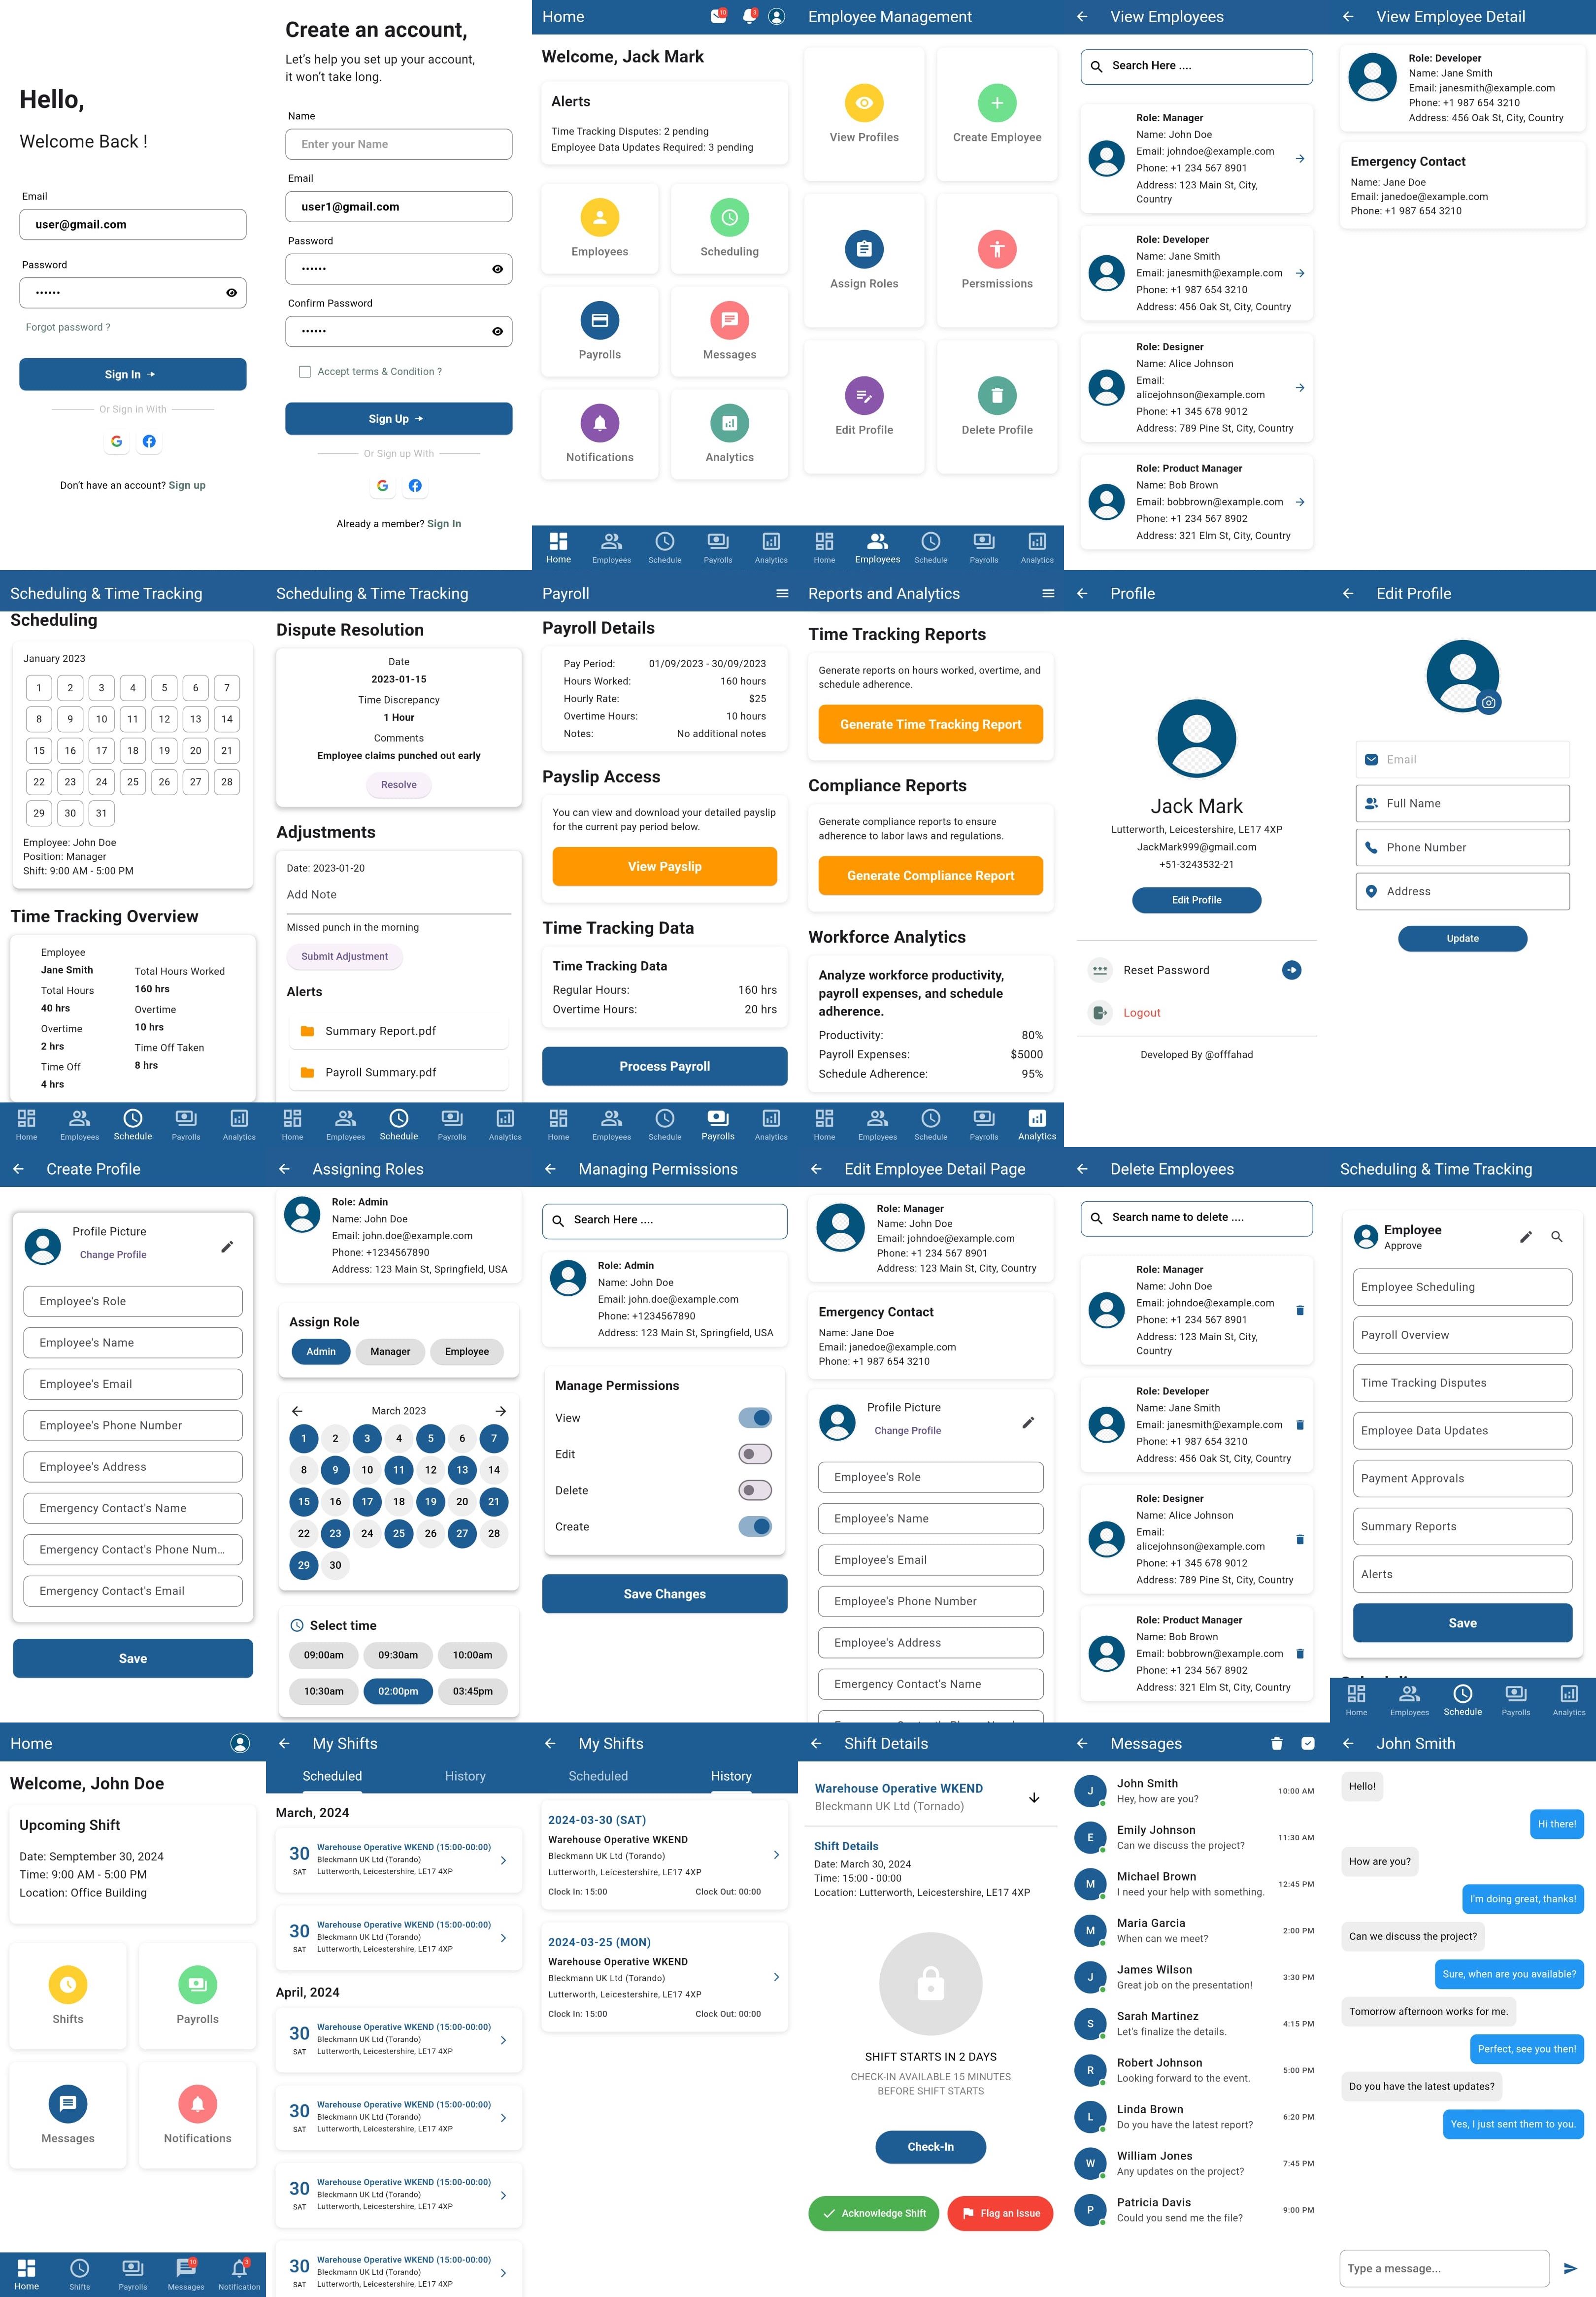 Hello,
Welcome Back !
Email
user@gmail.com
Password
••••••
Forgot password ?
Sign In
Or Sign in With
Don't have an account? Sign up
Create an account,
Let's help you set up your account,
it won't take long.
Name
Enter your Name
Email
user1@gmail.com
Password
••••••
Confirm Password
••••••
Accept terms & Condition ?
Sign Up
Or Sign up With
Already a member? Sign In
Home
10
3
Welcome, Jack Mark
Alerts
Time Tracking Disputes: 2 pending
Employee Data Updates Required: 3 pending
Employees
Scheduling
Payrolls
Messages
Notifications
Analytics
Home Employees Schedule Payrolls Analytics
Employee Management
View Profiles
Create Employee
Assign Roles
Persmissions
Edit Profile
Delete Profile
Home Employees Schedule Payrolls Analytics
View Employees
Search Here ....
Role: Manager
Name: John Doe
Email: johndoe@example.com
Phone: +1 234 567 8901
Address: 123 Main St, City,
Country
Role: Developer
Name: Jane Smith
Email: janesmith@example.com
Phone: +1 987 654 3210
Address: 456 Oak St, City, Country
Role: Designer
Name: Alice Johnson
Email:
alicejohnson@example.com
Phone: +1 345 678 9012
Address: 789 Pine St, City, Country
Role: Product Manager
Name: Bob Brown
Email: bobbrown@example.com
Phone: +1 234 567 8902
Address: 321 Elm St, City, Country
View Employee Detail
Role: Developer
Name: Jane Smith
Email: janesmith@example.com
Phone: +1 987 654 3210
Address: 456 Oak St, City, Country
Emergency Contact
Name: Jane Doe
Email: janedoe@example.com
Phone: +1 987 654 3210
Scheduling & Time Tracking
Scheduling
January 2023
1 2 3 4 5 6 7
8 9 10 11 12 13 14
15 16 17 18 19 20 21
22 23 24 25 26 27 28
29 30 31
Employee: John Doe
Position: Manager
Shift: 9:00 AM - 5:00 PM
Time Tracking Overview
Employee
Jane Smith
Total Hours
40 hrs
Overtime
2 hrs
Time Off
4 hrs
Total Hours Worked
160 hrs
Overtime
10 hrs
Time Off Taken
8 hrs
Home Employees Schedule Payrolls Analytics
Scheduling & Time Tracking
Dispute Resolution
Date
2023-01-15
Time Discrepancy
1 Hour
Comments
Employee claims punched out early
Resolve
Adjustments
Date: 2023-01-20
Add Note
Missed punch in the morning
Submit Adjustment
Alerts
Summary Report.pdf
Payroll Summary.pdf
Home Employees Schedule Payrolls Analytics
Payroll
Payroll Details
Pay Period: 01/09/2023 - 30/09/2023
Hours Worked: 160 hours
Hourly Rate: $25
Overtime Hours: 10 hours
Notes: No additional notes
Payslip Access
You can view and download your detailed payslip
for the current pay period below.
View Payslip
Time Tracking Data
Time Tracking Data
Regular Hours: 160 hrs
Overtime Hours: 20 hrs
Process Payroll
Home Employees Schedule Payrolls Analytics
Reports and Analytics
Time Tracking Reports
Generate reports on hours worked, overtime, and
schedule adherence.
Generate Time Tracking Report
Compliance Reports
Generate compliance reports to ensure
adherence to labor laws and regulations.
Generate Compliance Report
Workforce Analytics
Analyze workforce productivity,
payroll expenses, and schedule
adherence.
Productivity: 80%
Payroll Expenses: $5000
Schedule Adherence: 95%
Home Employees Schedule Payrolls Analytics
Profile
Jack Mark
Lutterworth, Leicestershire, LE17 4XP
JackMark999@gmail.com
+51-3243532-21
Edit Profile
Reset Password
Logout
Developed By @offfahad
Edit Profile
Email
Full Name
Phone Number
Address
Update
Create Profile
Profile Picture
Change Profile
Employee's Role
Employee's Name
Employee's Email
Employee's Phone Number
Employee's Address
Emergency Contact's Name
Emergency Contact's Phone Num...
Emergency Contact's Email
Save
Assigning Roles
Role: Admin
Name: John Doe
Email: john.doe@example.com
Phone: +1234567890
Address: 123 Main St, Springfield, USA
Assign Role
Admin Manager Employee
March 2023
1 2 3 4 5 6 7
8 9 10 11 12 13 14
15 16 17 18 19 20 21
22 23 24 25 26 27 28
29 30
Select time
09:00am 09:30am 10:00am
10:30am 02:00pm 03:45pm
Managing Permissions
Search Here ....
Role: Admin
Name: John Doe
Email: john.doe@example.com
Phone: +1234567890
Address: 123 Main St, Springfield, USA
Manage Permissions
View
Edit
Delete
Create
Save Changes
Edit Employee Detail Page
Role: Manager
Name: John Doe
Email: johndoe@example.com
Phone: +1 234 567 8901
Address: 123 Main St, City, Country
Emergency Contact
Name: Jane Doe
Email: janedoe@example.com
Phone: +1 987 654 3210
Profile Picture
Change Profile
Employee's Role
Employee's Name
Employee's Email
Employee's Phone Number
Employee's Address
Emergency Contact's Name
Delete Employees
Search name to delete ....
Role: Manager
Name: John Doe
Email: johndoe@example.com
Phone: +1 234 567 8901
Address: 123 Main St, City,
Country
Role: Developer
Name: Jane Smith
Email: janesmith@example.com
Phone: +1 987 654 3210
Address: 456 Oak St, City, Country
Role: Designer
Name: Alice Johnson
Email:
alicejohnson@example.com
Phone: +1 345 678 9012
Address: 789 Pine St, City, Country
Role: Product Manager
Name: Bob Brown
Email: bobbrown@example.com
Phone: +1 234 567 8902
Address: 321 Elm St, City, Country
Scheduling & Time Tracking
Employee
Approve
Employee Scheduling
Payroll Overview
Time Tracking Disputes
Employee Data Updates
Payment Approvals
Summary Reports
Alerts
Save
Home Employees Schedule Payrolls Analytics
Home
Welcome, John Doe
Upcoming Shift
Date: Semptember 30, 2024
Time: 9:00 AM - 5:00 PM
Location: Office Building
Shifts
Payrolls
Messages
Notifications
10
3
Home Shifts Payrolls Messages Notification
My Shifts
Scheduled History
March, 2024
30 Warehouse Operative WKEND (15:00-00:00)
Bleckmann UK Ltd (Torando)
SAT Lutterworth, Leicestershire, LE17 4XP
30 Warehouse Operative WKEND (15:00-00:00)
Bleckmann UK Ltd (Torando)
SAT Lutterworth, Leicestershire, LE17 4XP
April, 2024
30 Warehouse Operative WKEND (15:00-00:00)
Bleckmann UK Ltd (Torando)
SAT Lutterworth, Leicestershire, LE17 4XP
30 Warehouse Operative WKEND (15:00-00:00)
Bleckmann UK Ltd (Torando)
SAT Lutterworth, Leicestershire, LE17 4XP
30 Warehouse Operative WKEND (15:00-00:00)
Bleckmann UK Ltd (Torando)
SAT Lutterworth, Leicestershire, LE17 4XP
30 Warehouse Operative WKEND (15:00-00:00)
Bleckmann UK Ltd (Torando)
SAT Lutterworth, Leicestershire, LE17 4XP
My Shifts
Scheduled History
2024-03-30 (SAT)
Warehouse Operative WKEND
Bleckmann UK Ltd (Torando)
Lutterworth, Leicestershire, LE17 4XP
Clock In: 15:00 Clock Out: 00:00
2024-03-25 (MON)
Warehouse Operative WKEND
Bleckmann UK Ltd (Torando)
Lutterworth, Leicestershire, LE17 4XP
Clock In: 15:00 Clock Out: 00:00
Shift Details
Warehouse Operative WKEND
Bleckmann UK Ltd (Tornado)
Shift Details
Date: March 30, 2024
Time: 15:00 - 00:00
Location: Lutterworth, Leicestershire, LE17 4XP
SHIFT STARTS IN 2 DAYS
CHECK-IN AVAILABLE 15 MINUTES
BEFORE SHIFT STARTS
Check-In
Acknowledge Shift
Flag an Issue
Messages
J John Smith 10:00 AM
Hey, how are you?
E Emily Johnson 11:30 AM
Can we discuss the project?
M Michael Brown 12:45 PM
I need your help with something.
M Maria Garcia 2:00 PM
When can we meet?
J James Wilson 3:30 PM
Great job on the presentation!
S Sarah Martinez 4:15 PM
Let's finalize the details.
R Robert Johnson 5:00 PM
Looking forward to the event.
L Linda Brown 6:20 PM
Do you have the latest report?
W William Jones 7:45 PM
Any updates on the project?
P Patricia Davis 9:00 PM
Could you send me the file?
John Smith
Hello!
Hi there!
How are you?
I'm doing great, thanks!
Can we discuss the project?
Sure, when are you available?
Tomorrow afternoon works for me.
Perfect, see you then!
Do you have the latest updates?
Yes, I just sent them to you.
Type a message...